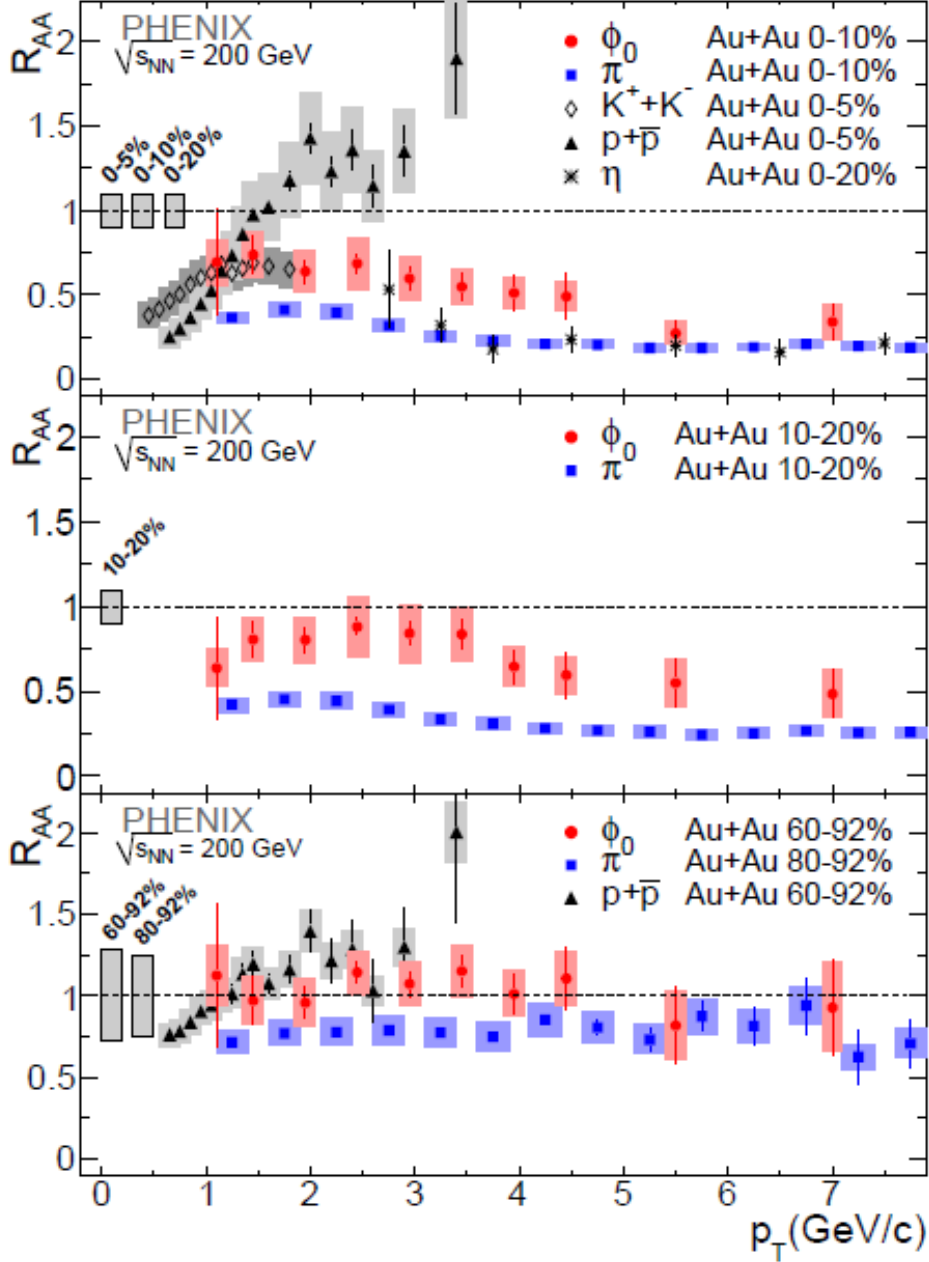 R_AA
PHENIX
√s_NN = 200 GeV
ϕ Au+Au 0-10%
π⁰ Au+Au 0-10%
K⁺+K⁻ Au+Au 0-5%
p+p̅ Au+Au 0-5%
η Au+Au 0-20%
0-5%
0-10%
0-20%
2
1.5
1
0.5
0
R_AA
PHENIX
√s_NN = 200 GeV
ϕ Au+Au 10-20%
π⁰ Au+Au 10-20%
10-20%
2
1.5
1
0.5
0
R_AA
PHENIX
√s_NN = 200 GeV
ϕ Au+Au 60-92%
π⁰ Au+Au 80-92%
p+p̅ Au+Au 60-92%
60-92%
80-92%
2
1.5
1
0.5
0
0 1 2 3 4 5 6 7
p_T(GeV/c)